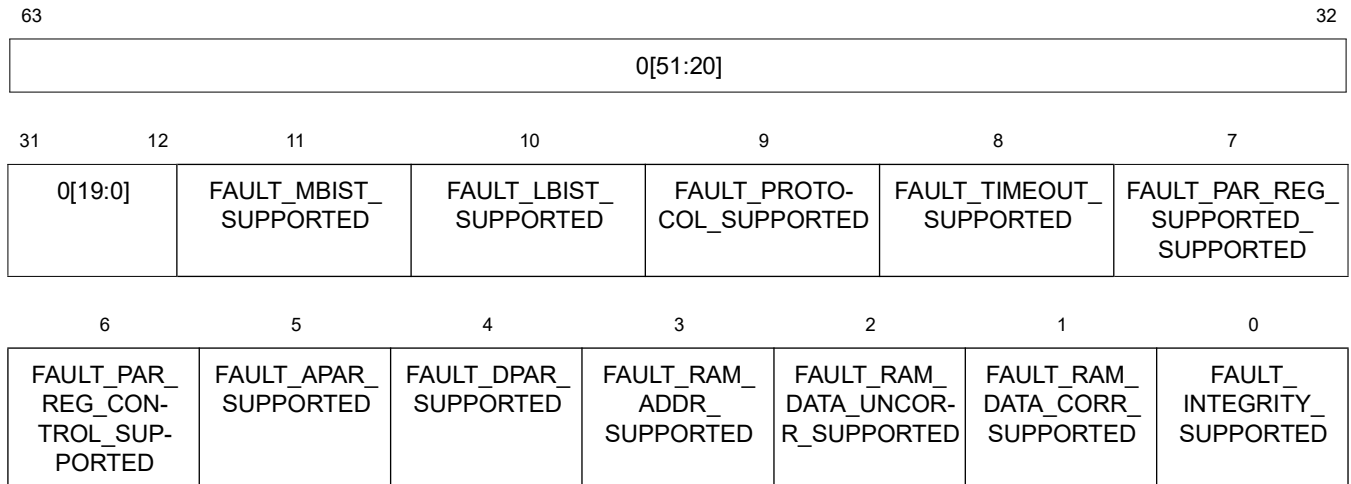 63 32
0[51:20]
31 12 11 10 9 8 7
0[19:0] FAULT_MBIST_ FAULT_LBIST_ FAULT_PROTO- FAULT_TIMEOUT_ FAULT_PAR_REG_
SUPPORTED SUPPORTED COL_SUPPORTED SUPPORTED SUPPORTED_
SUPPORTED
6 5 4 3 2 1 0
FAULT_PAR_ FAULT_APAR_ FAULT_DPAR_ FAULT_RAM_ FAULT_RAM_ FAULT_RAM_ FAULT_
REG_CON- SUPPORTED SUPPORTED ADDR_ DATA_UNCOR- DATA_CORR_ INTEGRITY_
TROL_SUP- SUPPORTED R_SUPPORTED SUPPORTED SUPPORTED
PORTED